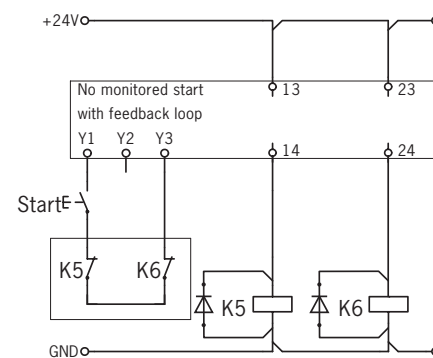 +24V
No monitored start
13
23
with feedback loop
Y1
Y2
Y3
14
24
Start
K5
K6
K5
K6
GND